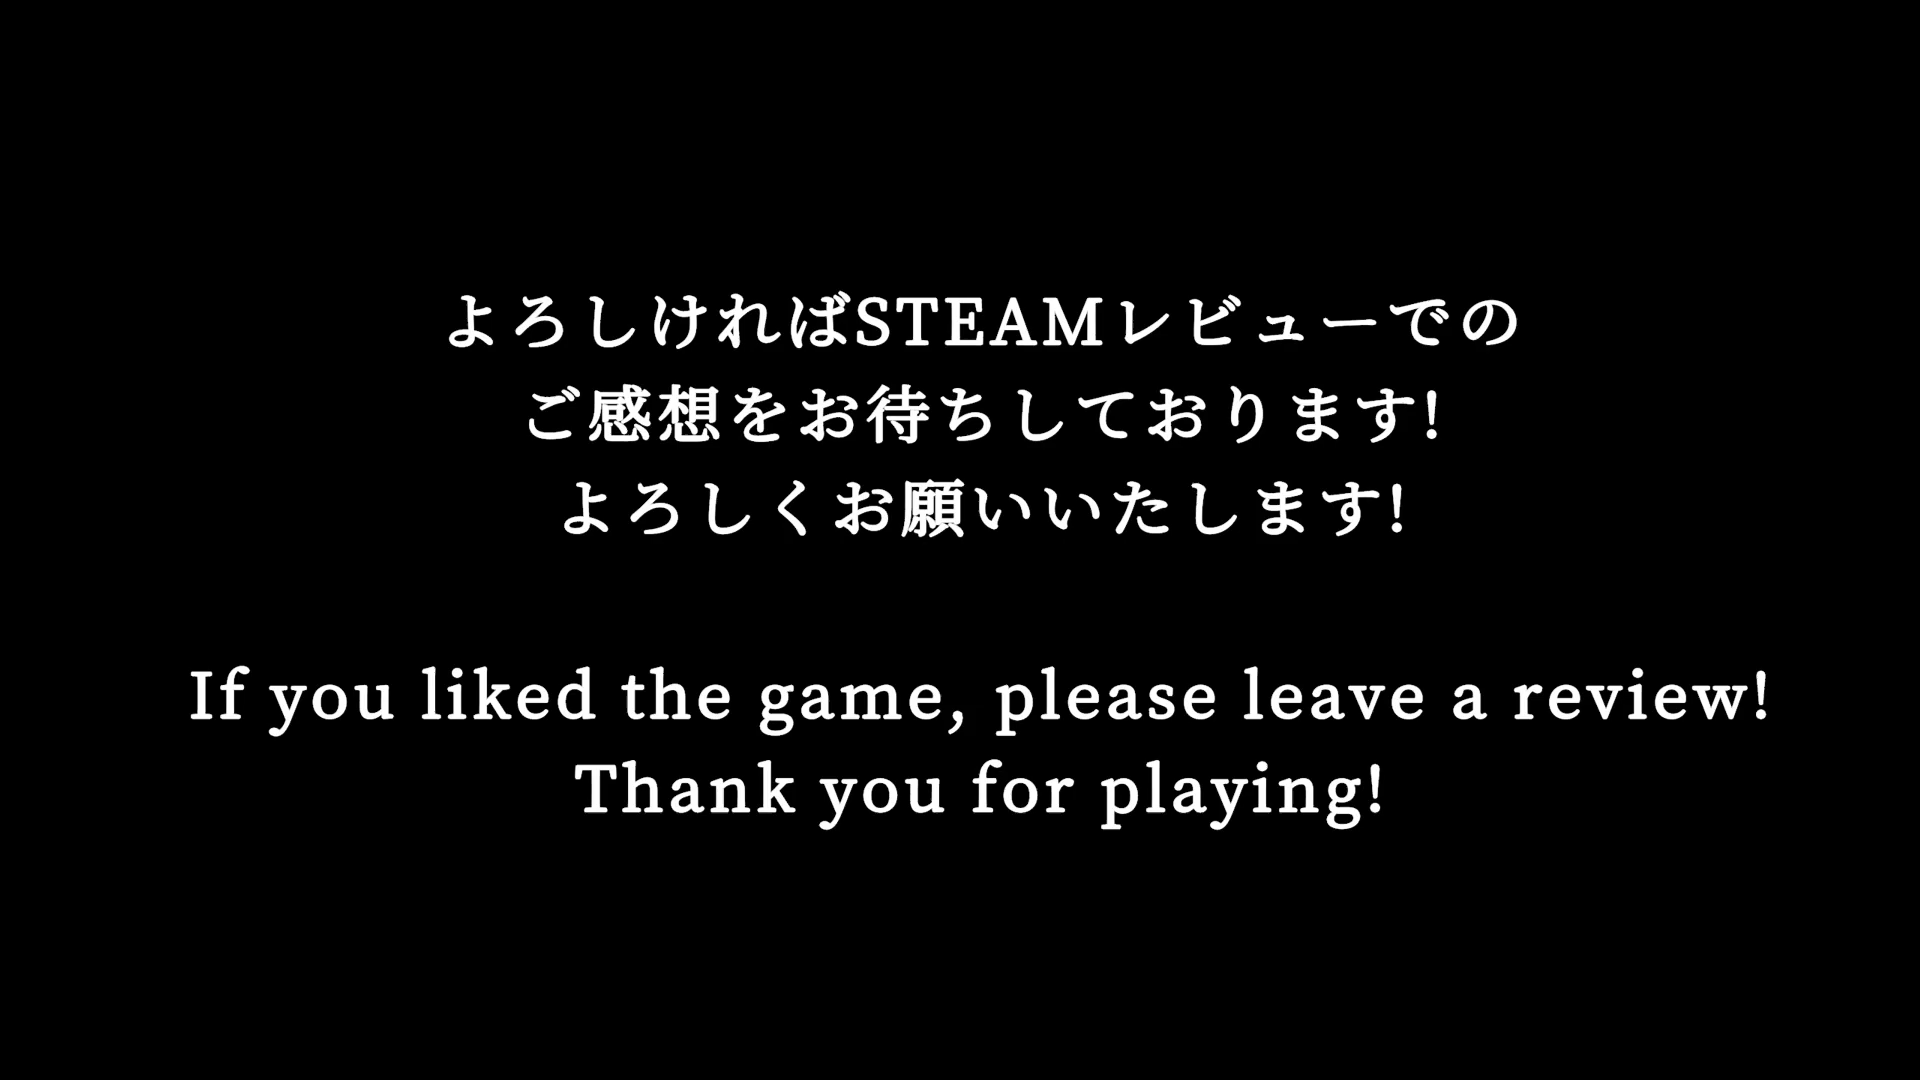 よろしければSTEAMレビューでの
ご感想をお待ちしております!
よろしくお願いいたします!
If you liked the game, please leave a review!
Thank you for playing!